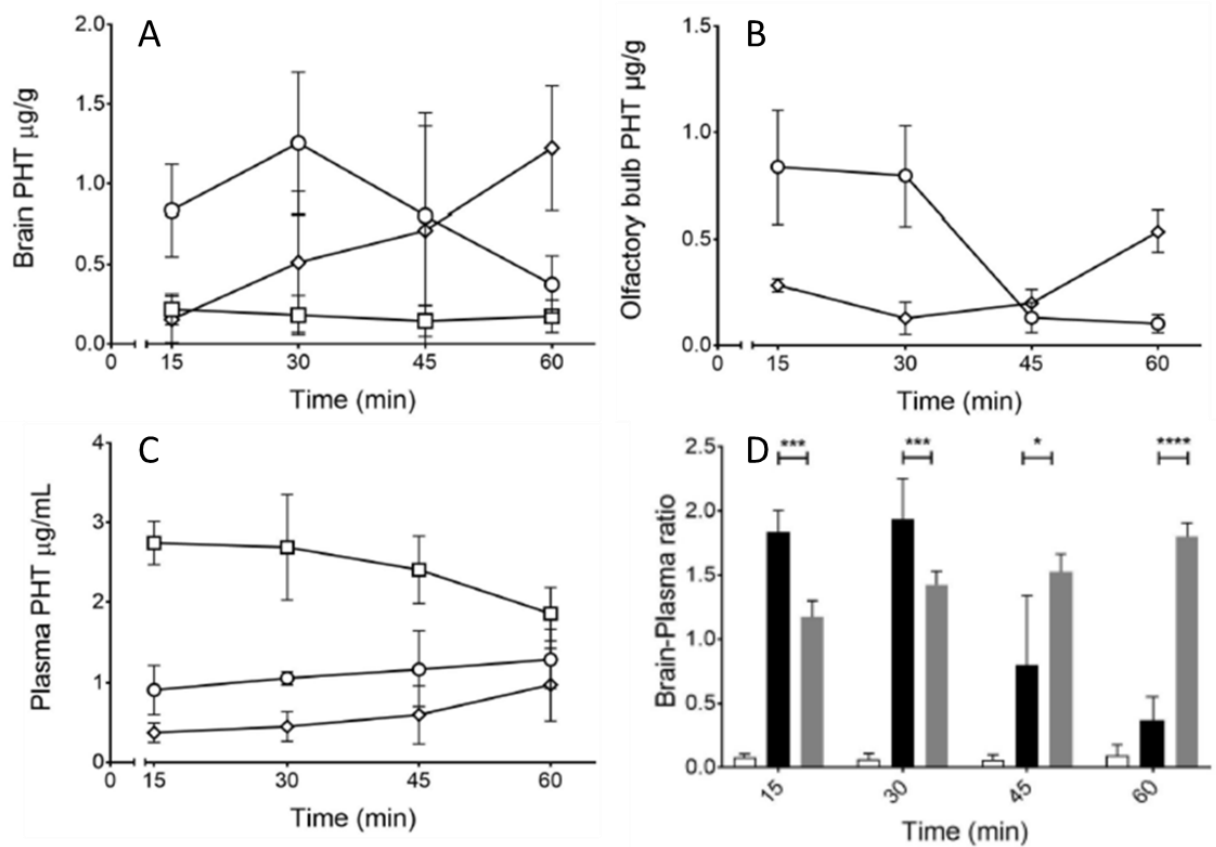 A
Brain PHT μg/g
2.0
1.5
1.0
0.5
0.0
0 15 30 45 60
Time (min)
B
Olfactory bulb PHT μg/g
1.5
1.0
0.5
0.0
0 15 30 45 60
Time (min)
C
Plasma PHT μg/mL
4
3
2
1
0
0 15 30 45 60
Time (min)
D
Brain-Plasma ratio
2.5
2.0
1.5
1.0
0.5
0.0
*** *** * ****
15 30 45 60
Time (min)